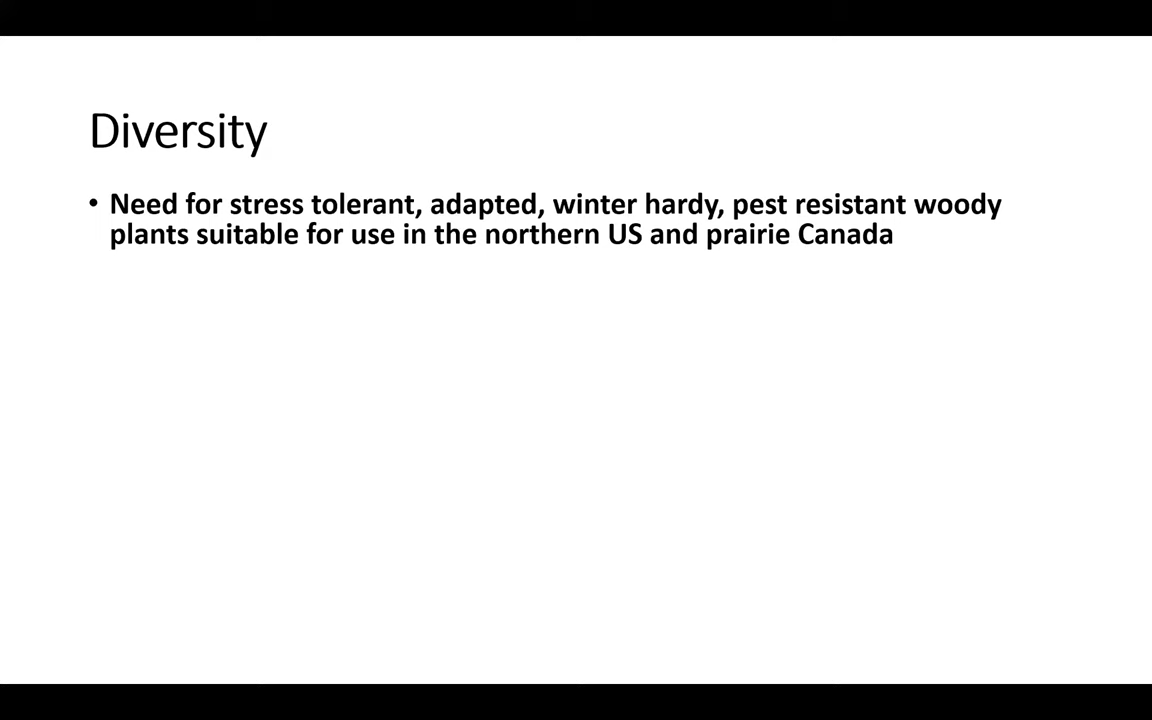 Diversity
• Need for stress tolerant, adapted, winter hardy, pest resistant woody
plants suitable for use in the northern US and prairie Canada